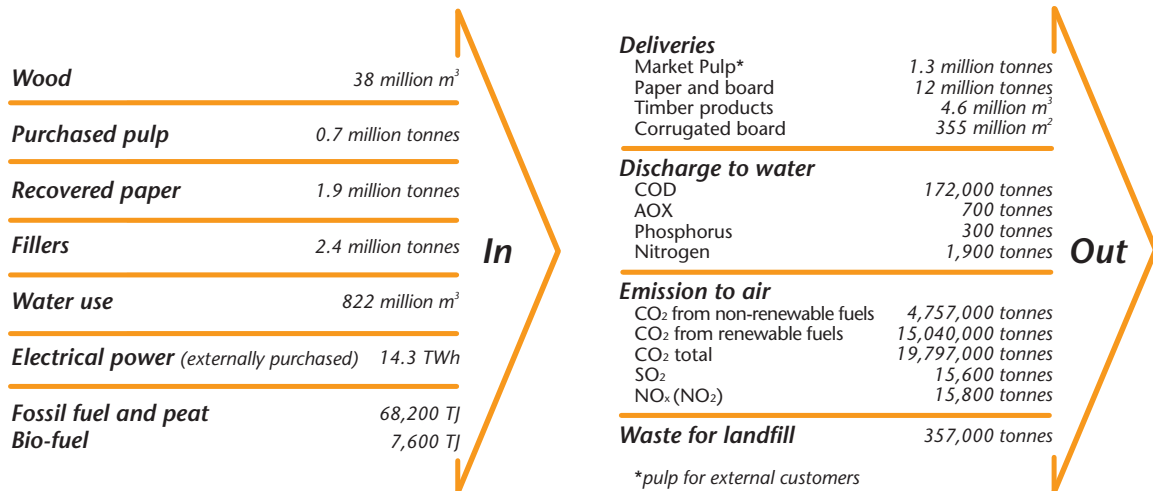 Wood 38 million m³
Purchased pulp 0.7 million tonnes
Recovered paper 1.9 million tonnes
Fillers 2.4 million tonnes
Water use 822 million m³
Electrical power (externally purchased) 14.3 TWh
Fossil fuel and peat 68,200 TJ
Bio-fuel 7,600 TJ
In
Deliveries
Market Pulp* 1.3 million tonnes
Paper and board 12 million tonnes
Timber products 4.6 million m³
Corrugated board 355 million m²
Discharge to water
COD 172,000 tonnes
AOX 700 tonnes
Phosphorus 300 tonnes
Nitrogen 1,900 tonnes
Emission to air
CO₂ from non-renewable fuels 4,757,000 tonnes
CO₂ from renewable fuels 15,040,000 tonnes
CO₂ total 19,797,000 tonnes
SO₂ 15,600 tonnes
NOₓ (NO₂) 15,800 tonnes
Waste for landfill 357,000 tonnes
*pulp for external customers
Out